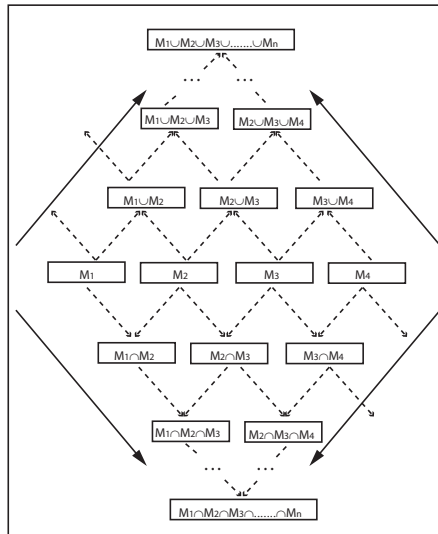 M₁∪M₂∪M₃∪.......∪Mₙ
... ...
M₁∪M₂∪M₃ M₂∪M₃∪M₄
M₁∪M₂ M₂∪M₃ M₃∪M₄
M₁ M₂ M₃ M₄
M₁∩M₂ M₂∩M₃ M₃∩M₄
M₁∩M₂∩M₃ M₂∩M₃∩M₄
... ...
M₁∩M₂∩M₃∩.......∩Mₙ